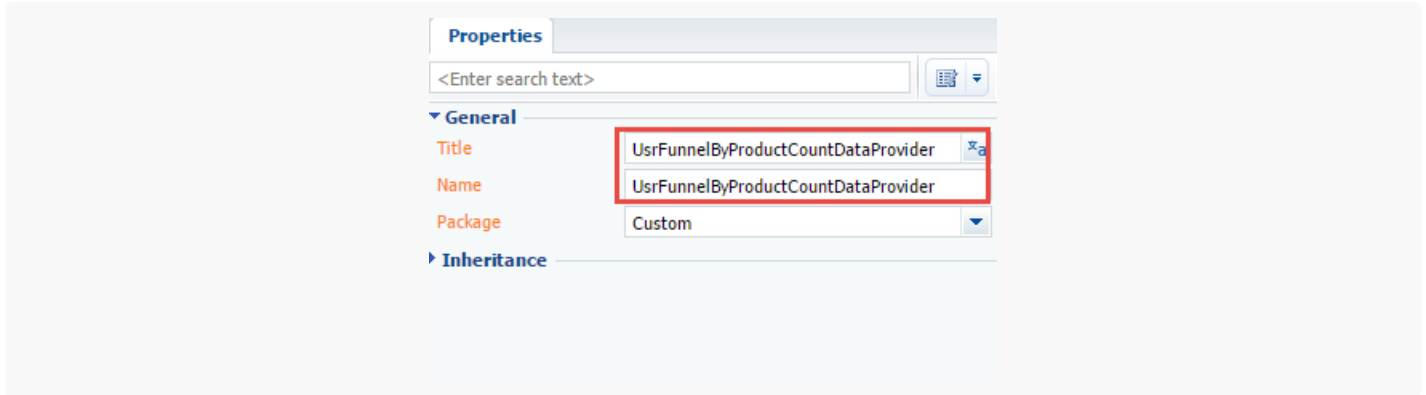 Properties
<Enter search text>
General
Title UsrFunnelByProductCountDataProvider
Name UsrFunnelByProductCountDataProvider
Package Custom
Inheritance